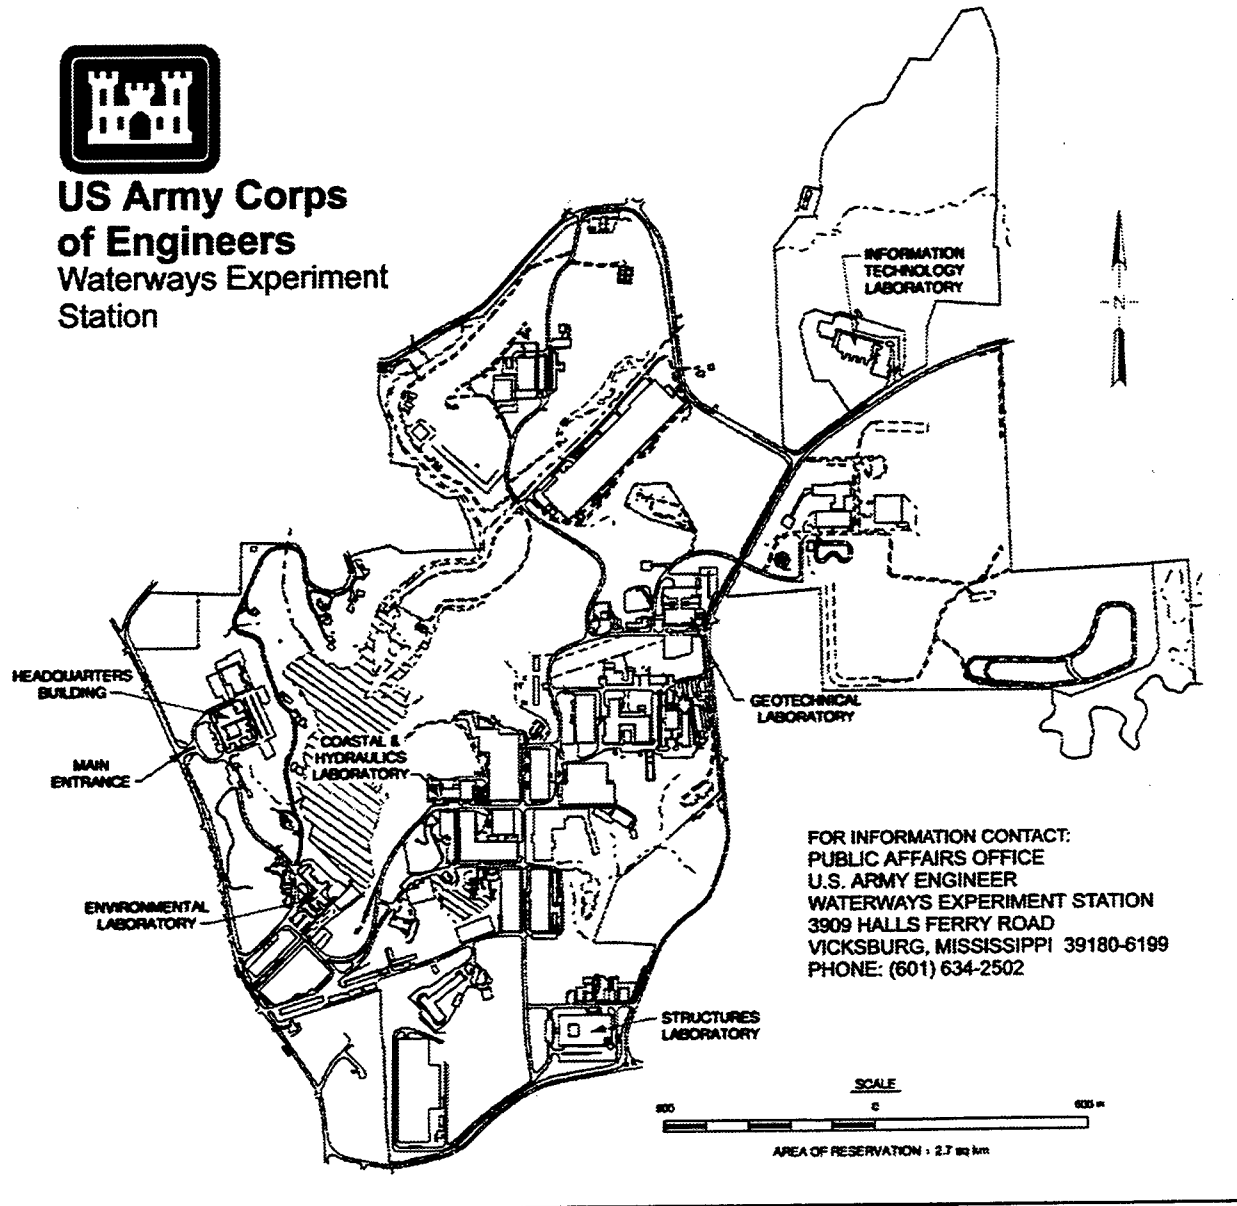 US Army Corps
of Engineers
Waterways Experiment
Station
INFORMATION
TECHNOLOGY
LABORATORY
N
HEADQUARTERS
BUILDING
MAIN
ENTRANCE
COASTAL &
HYDRAULICS
LABORATORY
GEOTECHNICAL
LABORATORY
ENVIRONMENTAL
LABORATORY
STRUCTURES
LABORATORY
FOR INFORMATION CONTACT:
PUBLIC AFFAIRS OFFICE
U.S. ARMY ENGINEER
WATERWAYS EXPERIMENT STATION
3909 HALLS FERRY ROAD
VICKSBURG, MISSISSIPPI 39180-6199
PHONE: (601) 634-2502
SCALE
AREA OF RESERVATION : 2.7 sq km